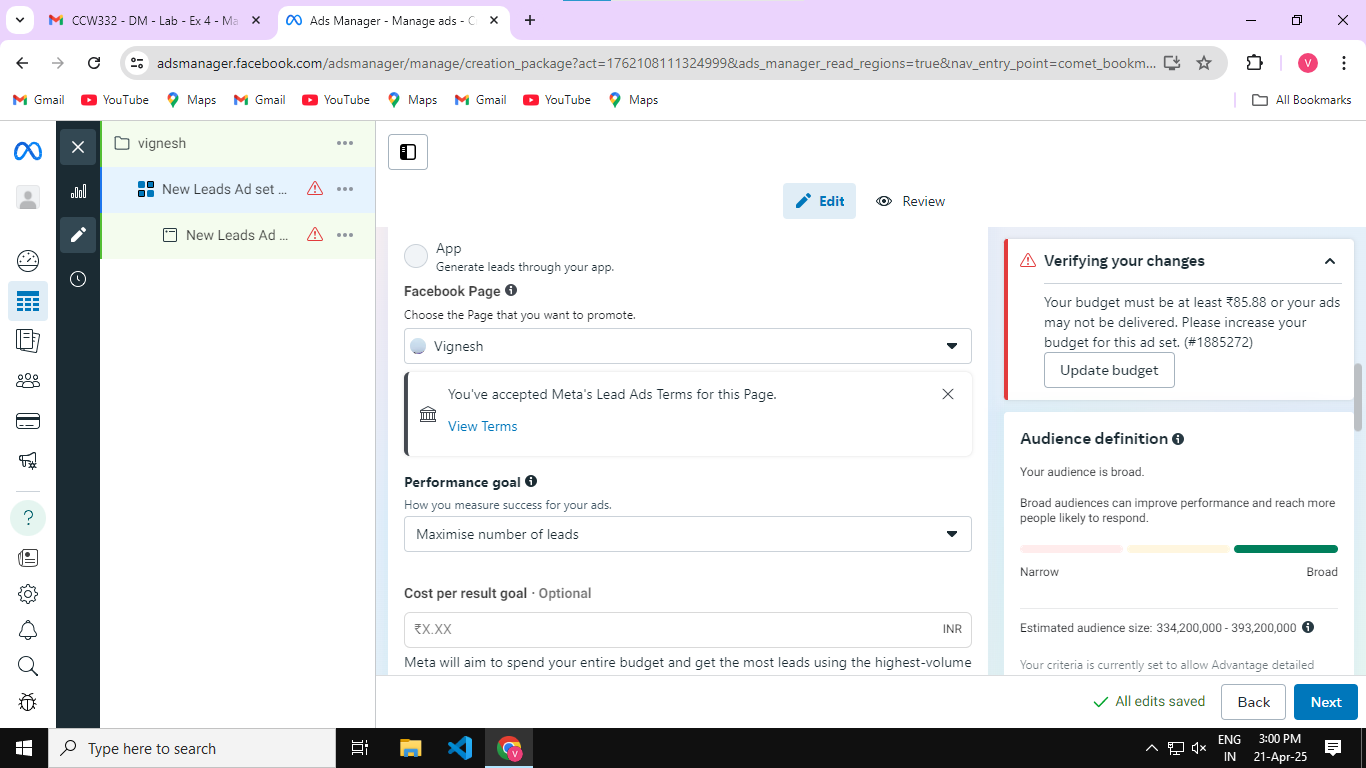 CCW332 - DM - Lab - Ex 4 - Ma
Ads Manager - Manage ads - C
adsmanager.facebook.com/adsmanager/manage/creation_package?act=1762108111324999&ads_manager_read_regions=true&nav_entry_point=comet_bookm...
V
Gmail
YouTube
Maps
Gmail
YouTube
Maps
Gmail
YouTube
Maps
All Bookmarks
vignesh
New Leads Ad set ...
New Leads Ad ...
Edit
Review
App
Generate leads through your app.
Facebook Page
Choose the Page that you want to promote.
Vignesh
You've accepted Meta's Lead Ads Terms for this Page.
View Terms
Performance goal
How you measure success for your ads.
Maximise number of leads
Cost per result goal · Optional
₹X.XX
INR
Meta will aim to spend your entire budget and get the most leads using the highest-volume
Verifying your changes
Your budget must be at least ₹85.88 or your ads
may not be delivered. Please increase your
budget for this ad set. (#1885272)
Update budget
Audience definition
Your audience is broad.
Broad audiences can improve performance and reach more
people likely to respond.
Narrow
Broad
Estimated audience size: 334,200,000 - 393,200,000
Your criteria is currently set to allow Advantage detailed
All edits saved
Back
Next
Type here to search
V
ENG
IN
3:00 PM
21-Apr-25